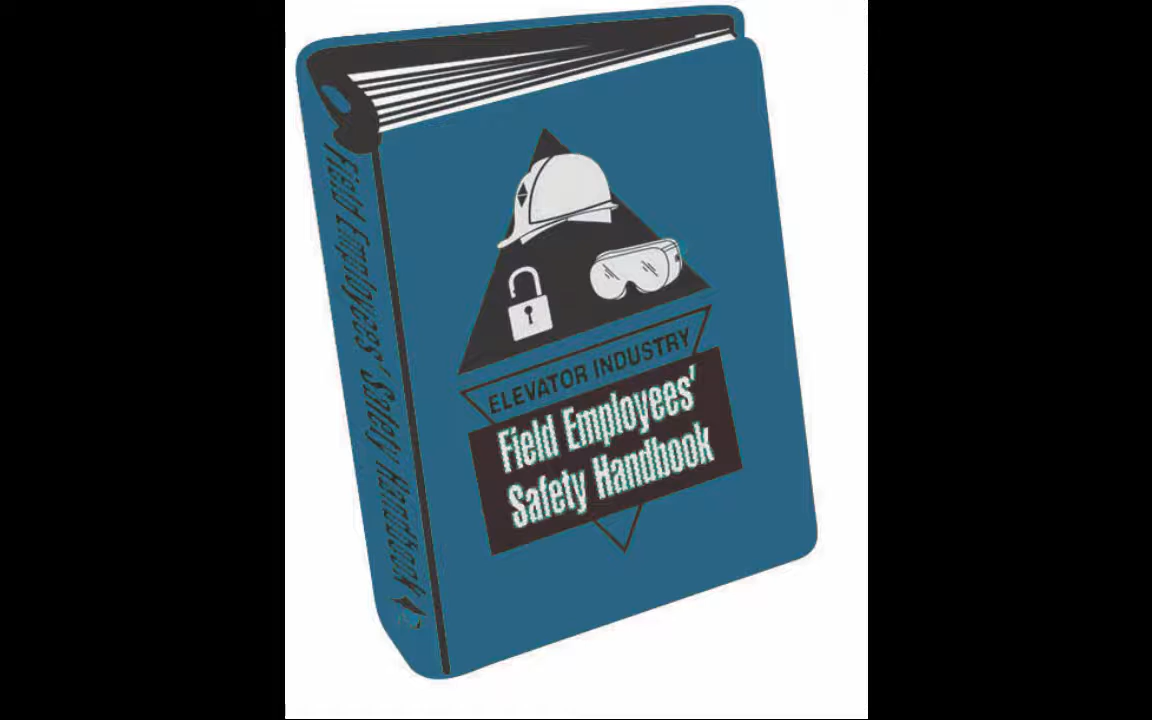 Field Employees' Safety Handbook
ELEVATOR INDUSTRY
Field Employees'
Safety Handbook